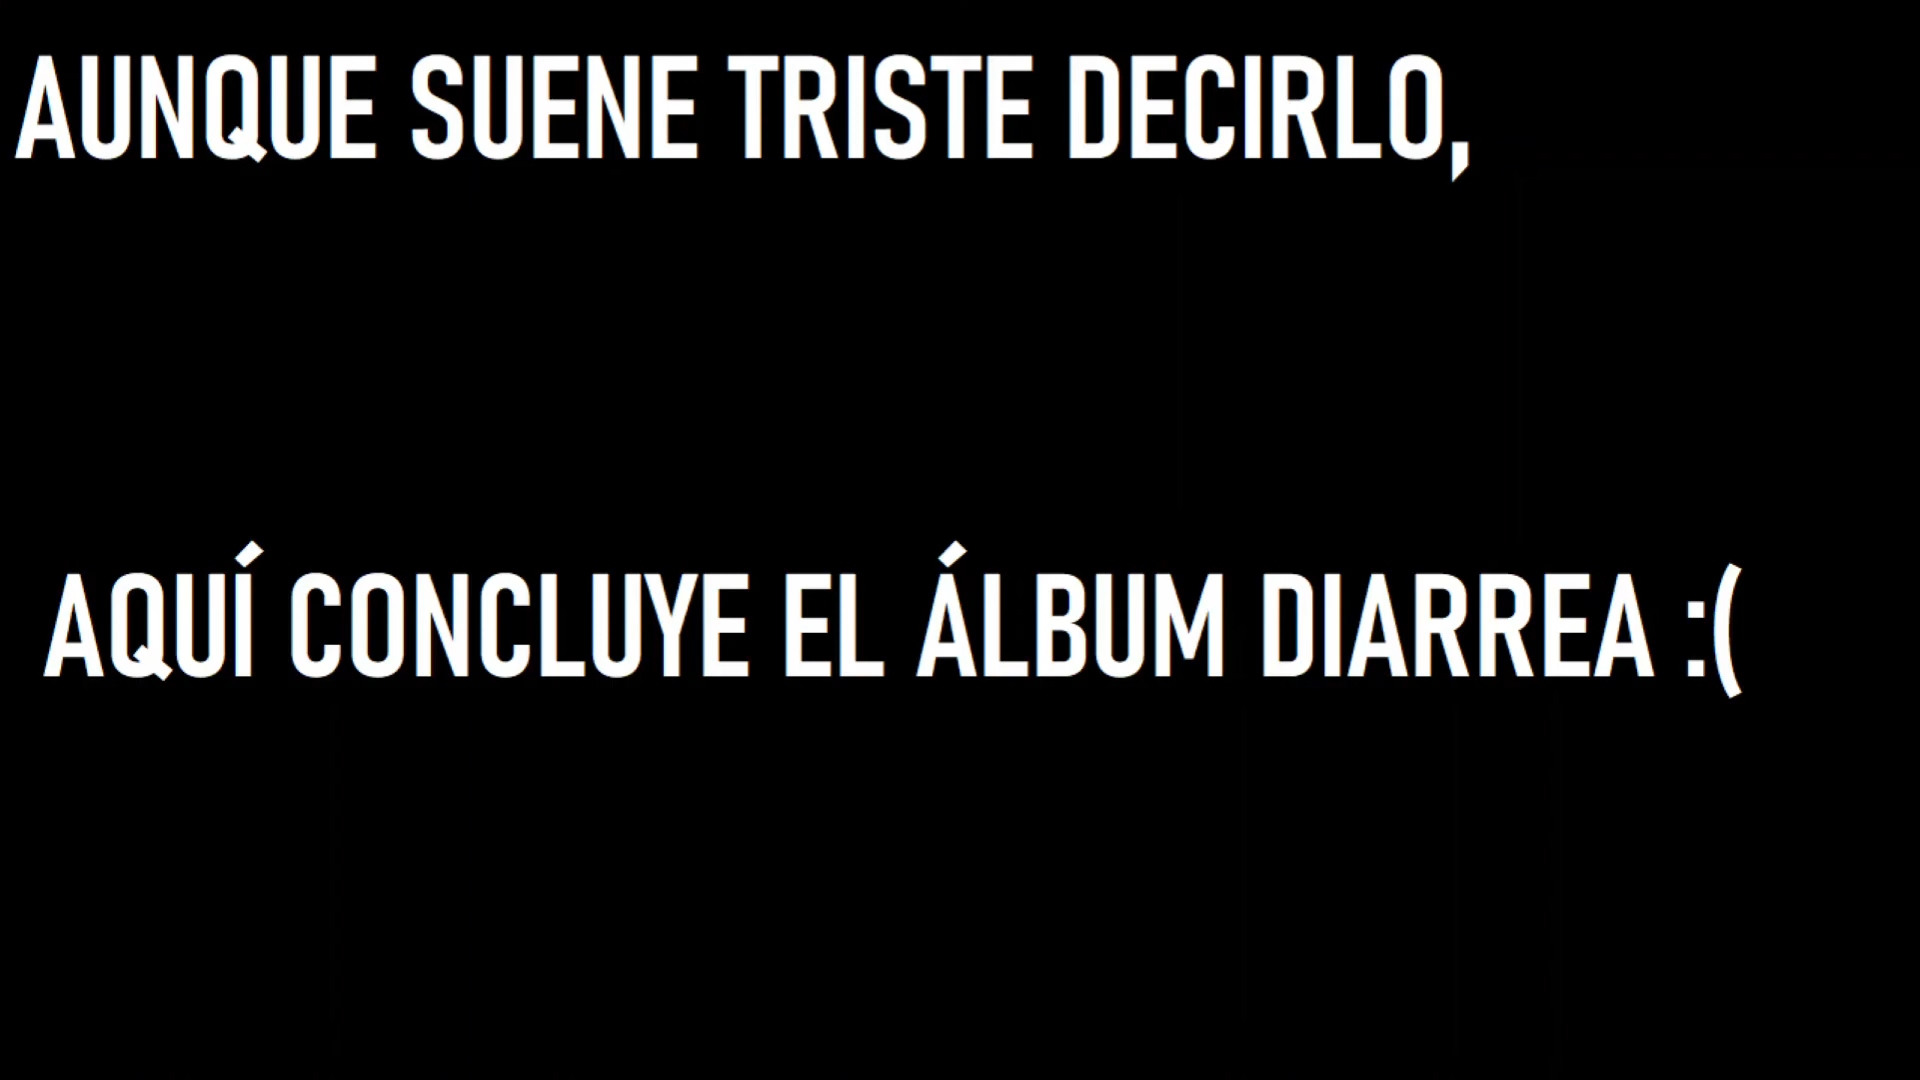 AUNQUE SUENE TRISTE DECIRLO,
AQUÍ CONCLUYE EL ÁLBUM DIARREA :(